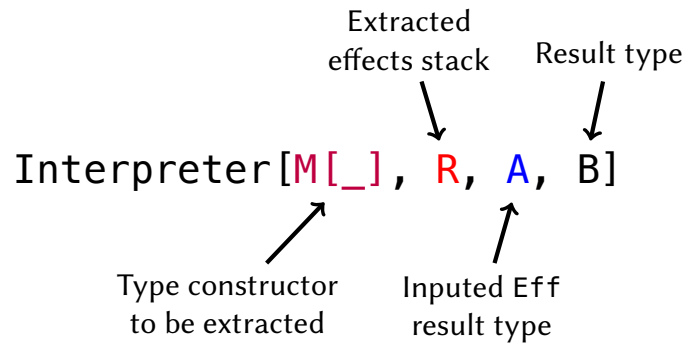 Extracted
effects stack
Result type
Interpreter[M[_], R, A, B]
Type constructor
to be extracted
Inputed Eff
result type